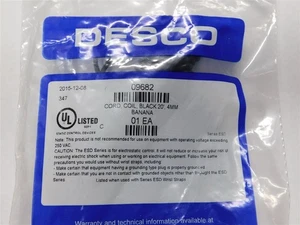 DESCO
2015-12-08
09682
34T
CORD, COIL, BLACK 20', 4MM
BANANA
UL
LISTED
C
01 EA
NOTE: This product is not recommended for use on equipment with operating voltage exceeding
250 VAC
CAUTION: The ESD Series is for electrostatic control. It will not reduce or increase your risk of
receiving electric shock when using or working on electrical equipment. Follow the same
precautions you would use without wrist straps, including:
- Make certain that equipment having a grounding type plug is properly grounded.
- Make certain that you are not in contact with grounded objects other than through the ESD
Series.
Listed when used with Series ESD Wrist Straps
Warranty and technical information available at